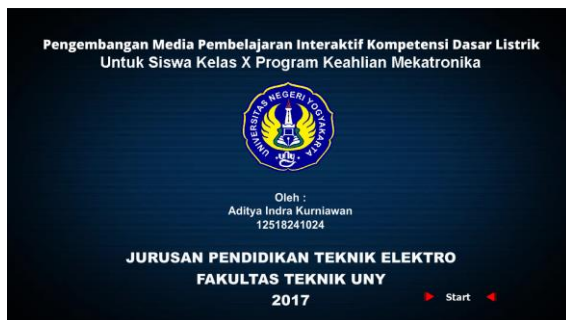 Pengembangan Media Pembelajaran Interaktif Kompetensi Dasar Listrik
Untuk Siswa Kelas X Program Keahlian Mekatronika
UNIVERSITAS NEGERI YOGYAKARTA
Oleh :
Aditya Indra Kurniawan
12518241024
JURUSAN PENDIDIKAN TEKNIK ELEKTRO
FAKULTAS TEKNIK UNY
2017
Start